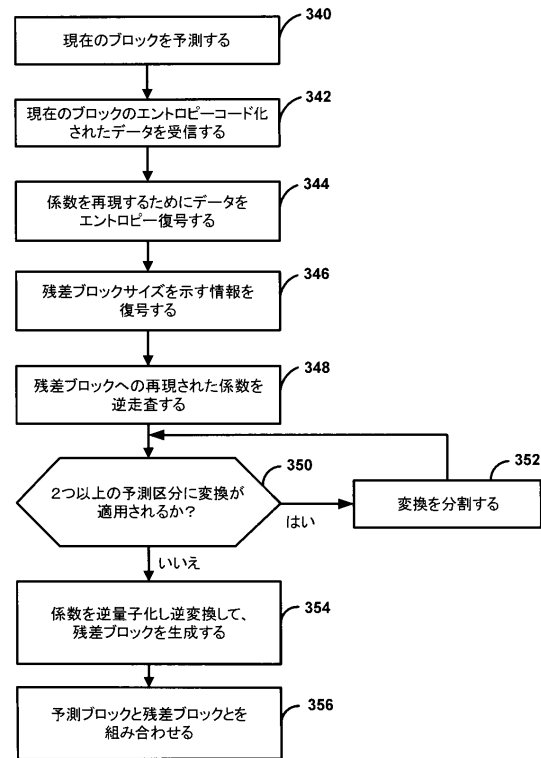 340
現在のブロックを予測する
342
現在のブロックのエントロピーコード化
されたデータを受信する
344
係数を再現するためにデータを
エントロピー復号する
346
残差ブロックサイズを示す情報を
復号する
348
残差ブロックへの再現された係数を
逆走査する
350
2つ以上の予測区分に変換が
適用されるか?
はい
352
変換を分割する
いいえ
354
係数を逆量子化し逆変換して、
残差ブロックを生成する
356
予測ブロックと残差ブロックとを
組み合わせる